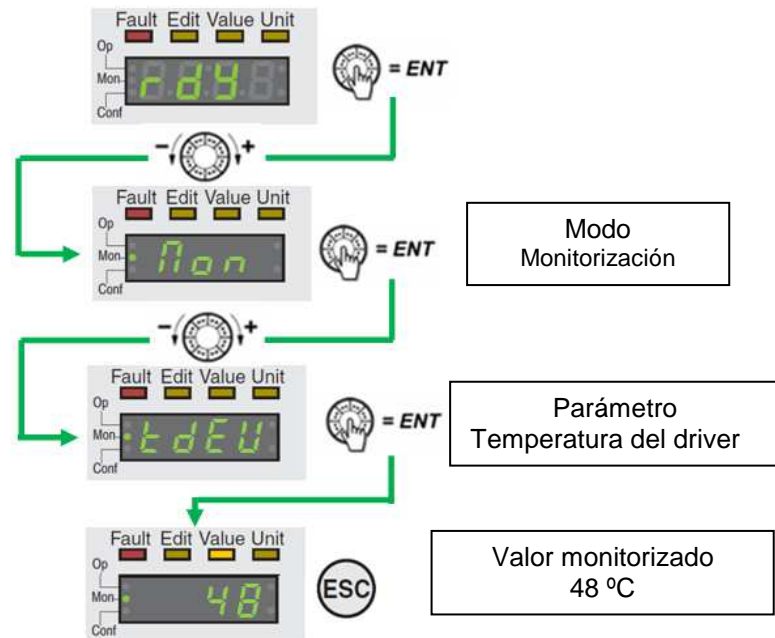 Fault Edit Value Unit
Op
Mon
Conf
rdy
= ENT
- +
Fault Edit Value Unit
Op
Mon
Conf
Mon
= ENT
Modo
Monitorización
- +
Fault Edit Value Unit
Op
Mon
Conf
tdEU
= ENT
Parámetro
Temperatura del driver
Fault Edit Value Unit
Op
Mon
Conf
48
ESC
Valor monitorizado
48 ºC